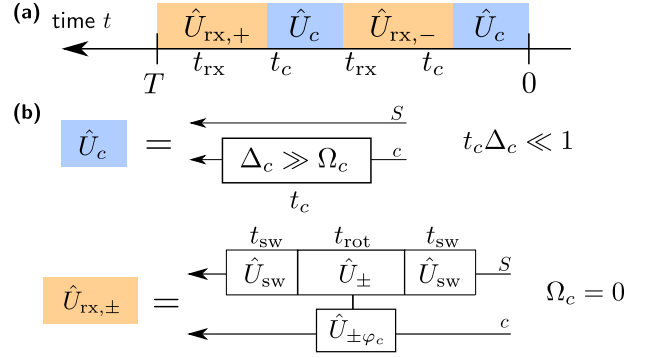 (a) time t Û_rx,+ Û_c Û_rx,- Û_c
t_rx t_c t_rx t_c
T 0
(b)
Û_c = S c Δ_c ≫ Ω_c t_c Δ_c ≪ 1
t_c
t_sw t_rot t_sw
Û_rx,± = Û_sw Û_± Û_sw S Ω_c = 0
Û_±φ_c c